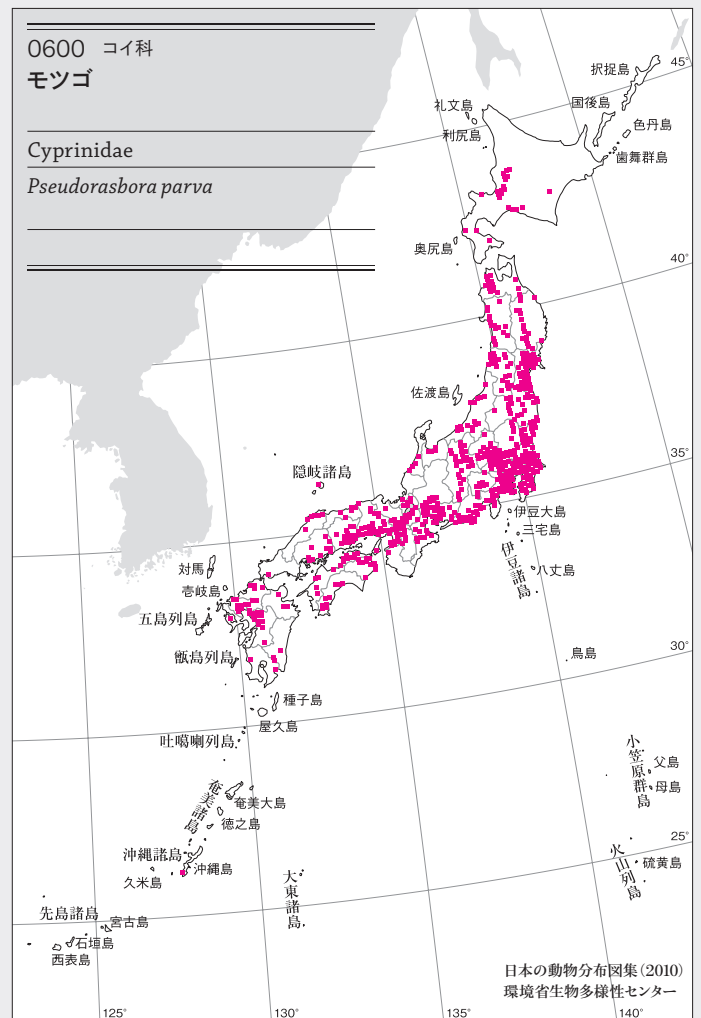 0600 コイ科
モツゴ
Cyprinidae
Pseudorasbora parva
択捉島
45°
国後島
礼文島
色丹島
利尻島
歯舞群島
奥尻島
40°
佐渡島
35°
隠岐諸島
伊豆大島
三宅島
伊豆諸島
八丈島
対馬
壱岐島
五島列島
甑島列島
鳥島
30°
種子島
屋久島
吐噶喇列島
小笠原群島
父島
母島
奄美諸島
奄美大島
徳之島
25°
沖縄諸島
沖縄島
久米島
火山列島
硫黄島
大東諸島
先島諸島
宮古島
石垣島
西表島
日本の動物分布図集(2010)
環境省生物多様性センター
125°
130°
135°
140°